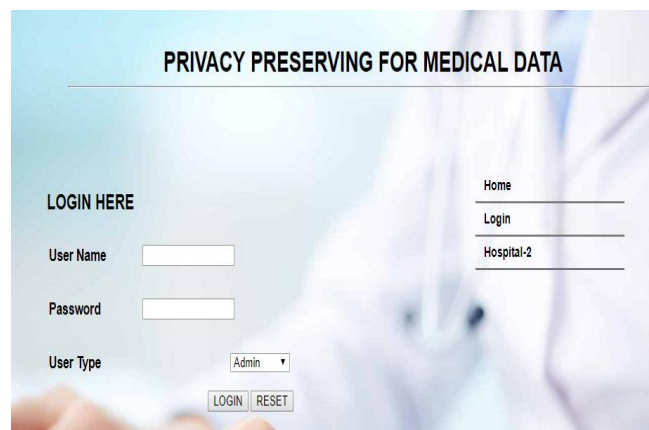 PRIVACY PRESERVING FOR MEDICAL DATA
LOGIN HERE
User Name
Password
User Type Admin
LOGIN RESET
Home
Login
Hospital-2